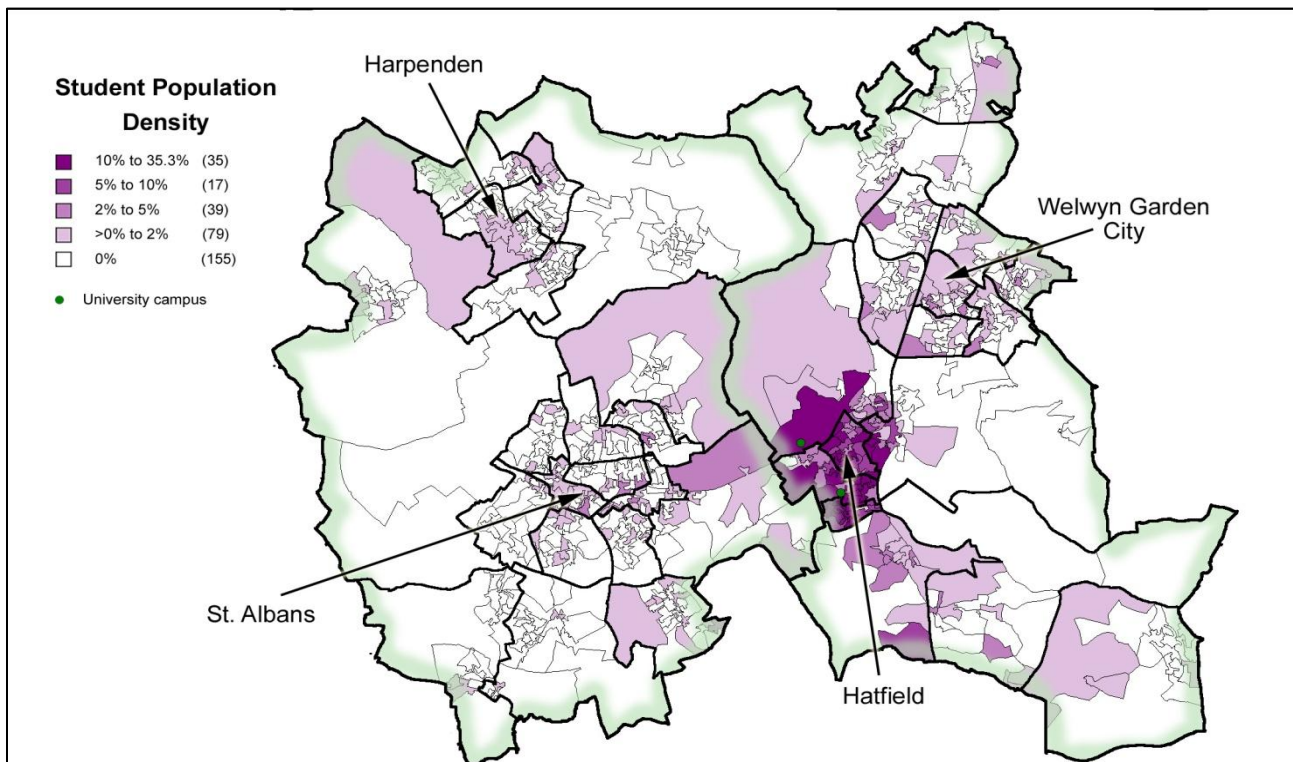 Student Population
Density
10% to 35.3% (35)
5% to 10% (17)
2% to 5% (39)
>0% to 2% (79)
0% (155)
University campus
Harpenden
Welwyn Garden
City
St. Albans
Hatfield